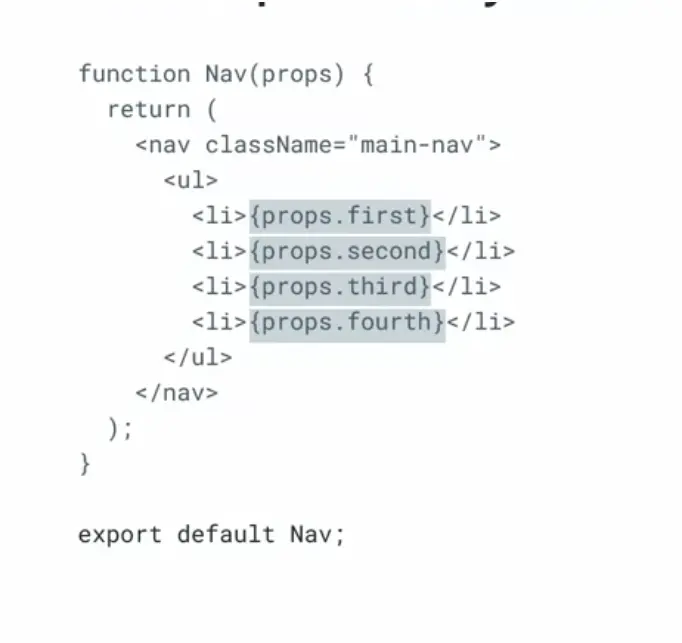 function Nav(props) {
  return (
    <nav className="main-nav">
      <ul>
        <li>{props.first}</li>
        <li>{props.second}</li>
        <li>{props.third}</li>
        <li>{props.fourth}</li>
      </ul>
    </nav>
  );
}

export default Nav;